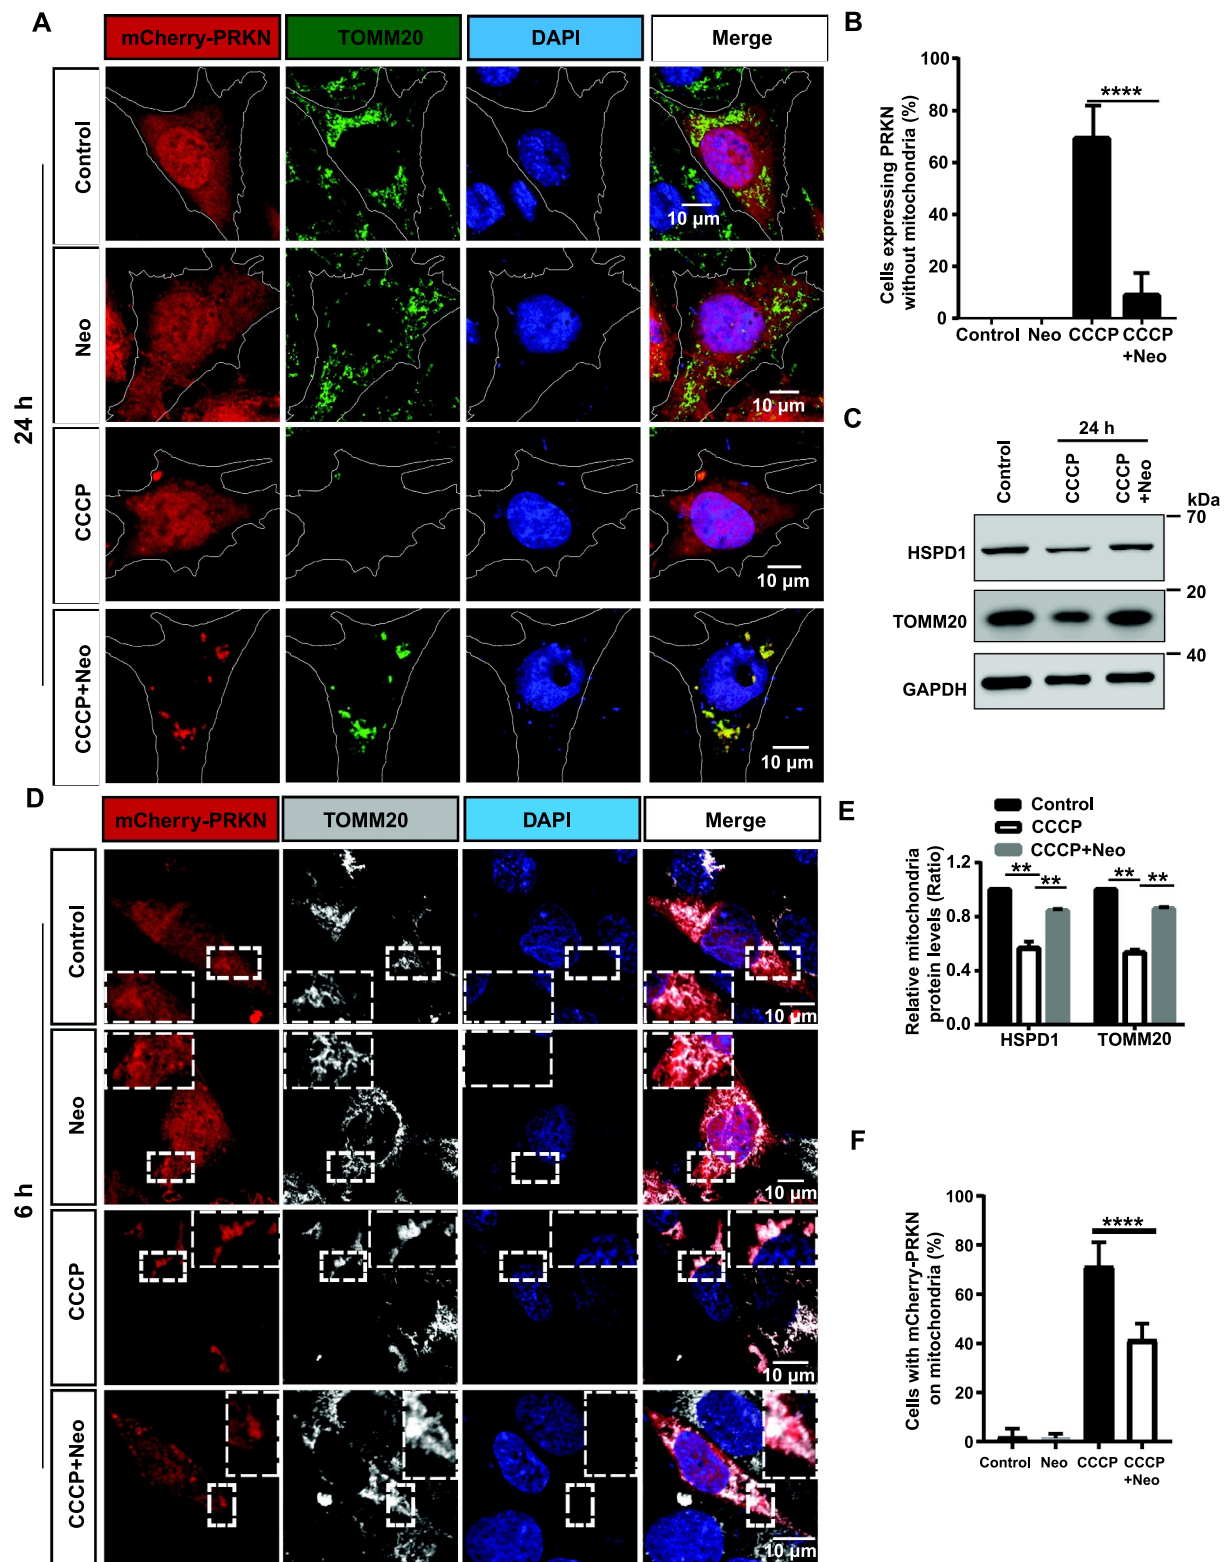 A
mCherry-PRKN
TOMM20
DAPI
Merge
24 h
Control
10 µm
Neo
10 µm
CCCP
10 µm
CCCP+Neo
10 µm
B
Cells expressing PRKN
without mitochondria (%)
100
80
60
40
20
0
****
Control
Neo
CCCP
CCCP
+Neo
C
24 h
Control
CCCP
CCCP
+Neo
kDa
70
HSPD1
20
TOMM20
40
GAPDH
D
mCherry-PRKN
TOMM20
DAPI
Merge
6 h
Control
10 µm
Neo
10 µm
CCCP
10 µm
CCCP+Neo
10 µm
E
Control
CCCP
CCCP+Neo
Relative mitochondria
protein levels (Ratio)
1.2
0.8
0.4
0.0
**
**
**
**
HSPD1
TOMM20
F
Cells with mCherry-PRKN
on mitochondria (%)
100
80
60
40
20
0
****
Control
Neo
CCCP
CCCP
+Neo